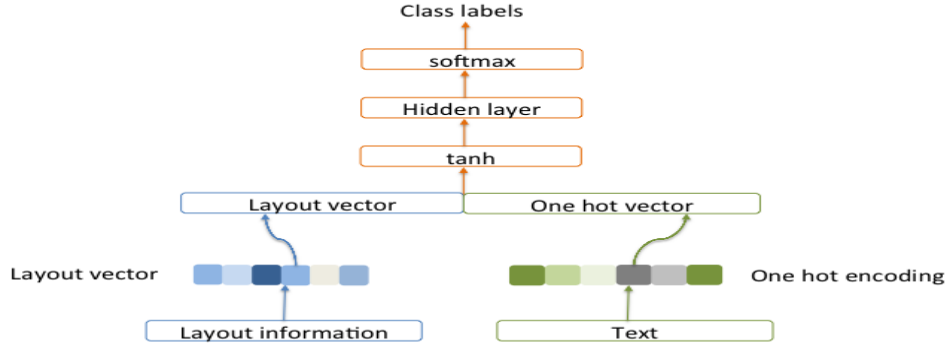 Class labels
softmax
Hidden layer
tanh
Layout vector
One hot vector
Layout vector
One hot encoding
Layout information
Text